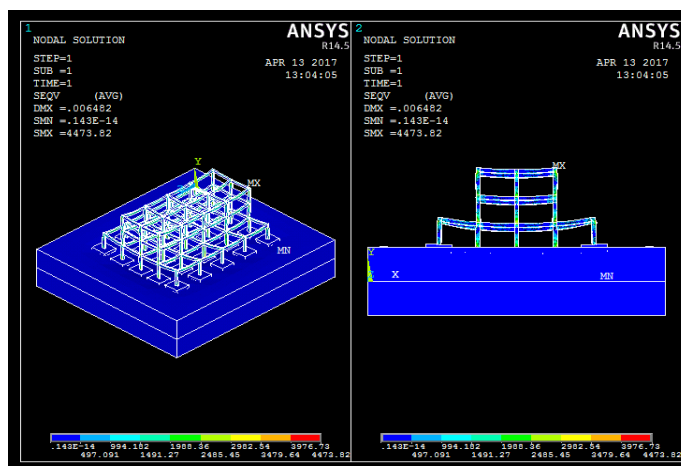 1
ANSYS
R14.5
NODAL SOLUTION
APR 13 2017
13:04:05
STEP=1
SUB =1
TIME=1
SEQV (AVG)
DMX =.006482
SMN =.143E-14
SMX =4473.82
Y
MX
MN
.143E-14 994.182 1988.36 2982.54 3976.73
497.091 1491.27 2485.45 3479.64 4473.82
2
ANSYS
R14.5
NODAL SOLUTION
APR 13 2017
13:04:05
STEP=1
SUB =1
TIME=1
SEQV (AVG)
DMX =.006482
SMN =.143E-14
SMX =4473.82
MX
Y
X
MN
.143E-14 994.182 1988.36 2982.54 3976.73
497.091 1491.27 2485.45 3479.64 4473.82